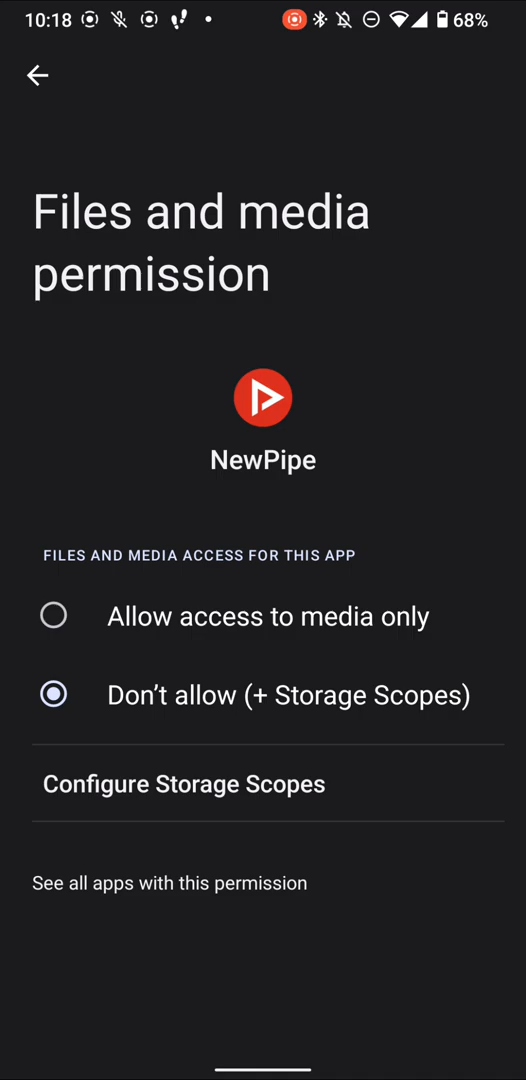 10:18 68%
Files and media
permission
NewPipe
FILES AND MEDIA ACCESS FOR THIS APP
Allow access to media only
Don’t allow (+ Storage Scopes)
Configure Storage Scopes
See all apps with this permission